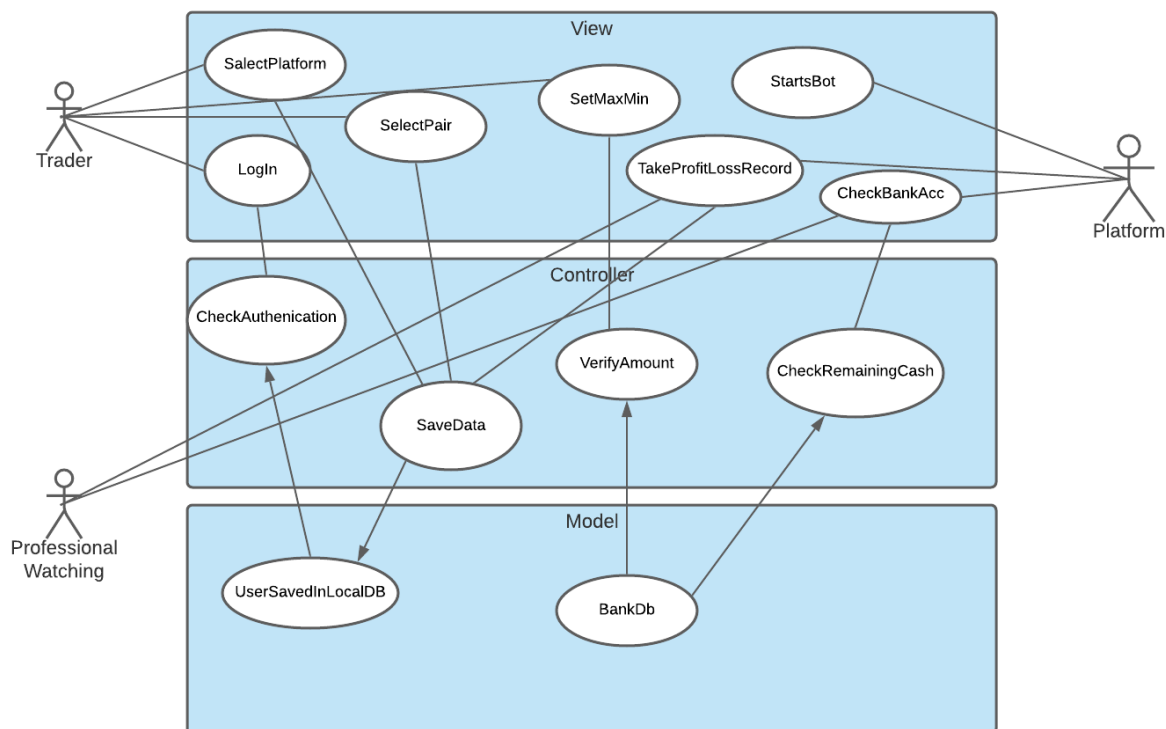 View
SalectPlatform
StartsBot
SetMaxMin
SelectPair
Trader
LogIn
TakeProfitLossRecord
CheckBankAcc
Platform
Controller
CheckAuthenication
VerifyAmount
CheckRemainingCash
SaveData
Model
Professional
Watching
UserSavedInLocalDB
BankDb